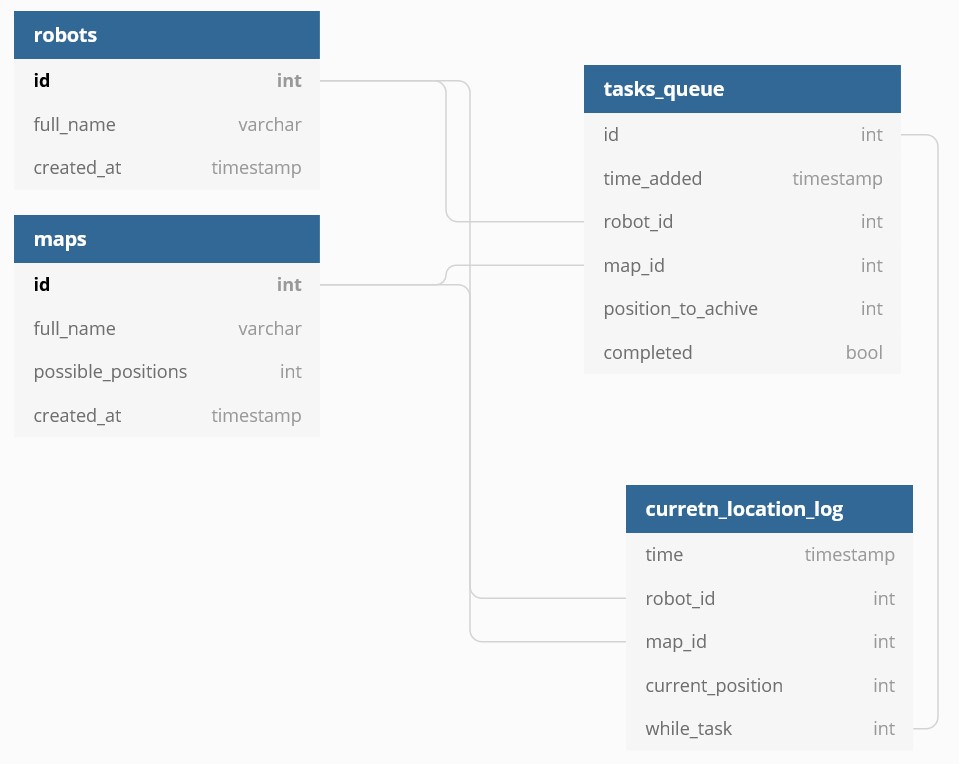 robots
id int
full_name varchar
created_at timestamp
maps
id int
full_name varchar
possible_positions int
created_at timestamp
tasks_queue
id int
time_added timestamp
robot_id int
map_id int
position_to_achive int
completed bool
curretn_location_log
time timestamp
robot_id int
map_id int
current_position int
while_task int